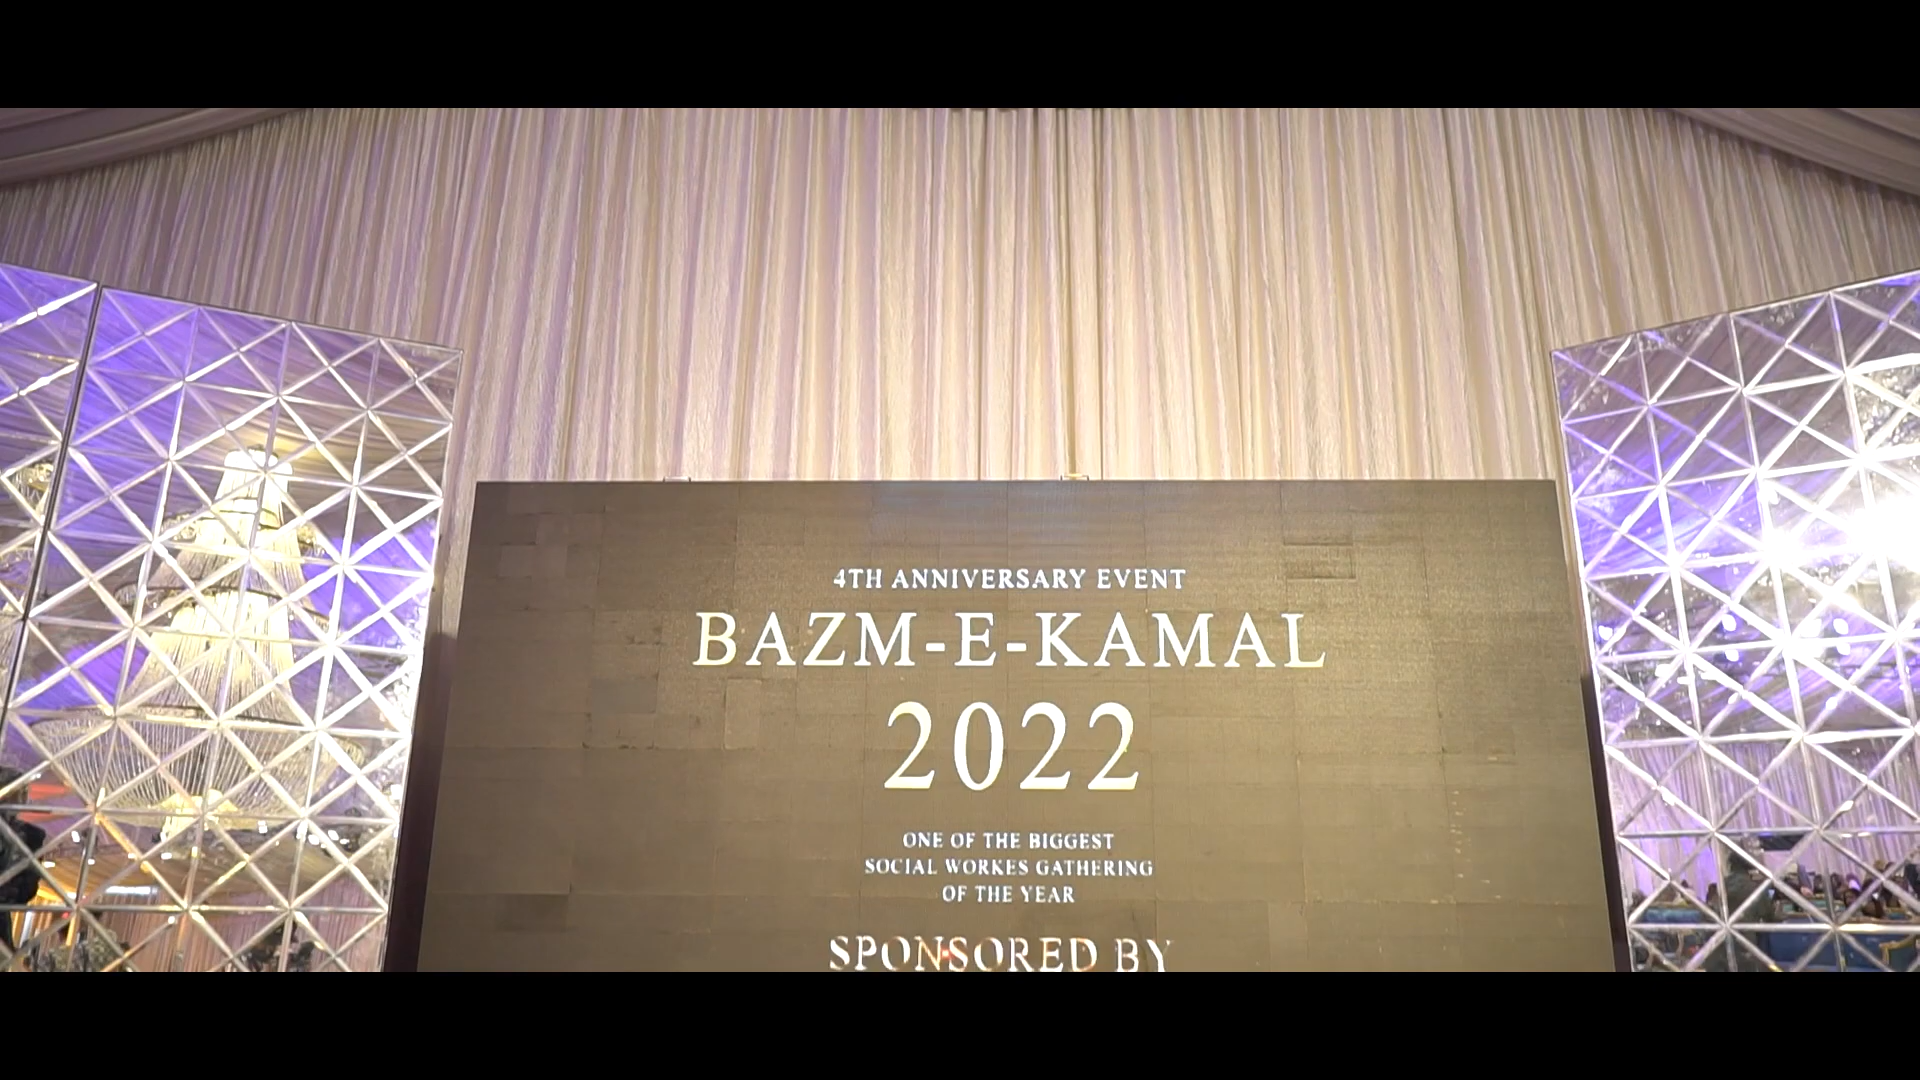 4TH ANNIVERSARY EVENT
BAZM-E-KAMAL
2022
ONE OF THE BIGGEST
SOCIAL WORKES GATHERING
OF THE YEAR
SPONSORED BY